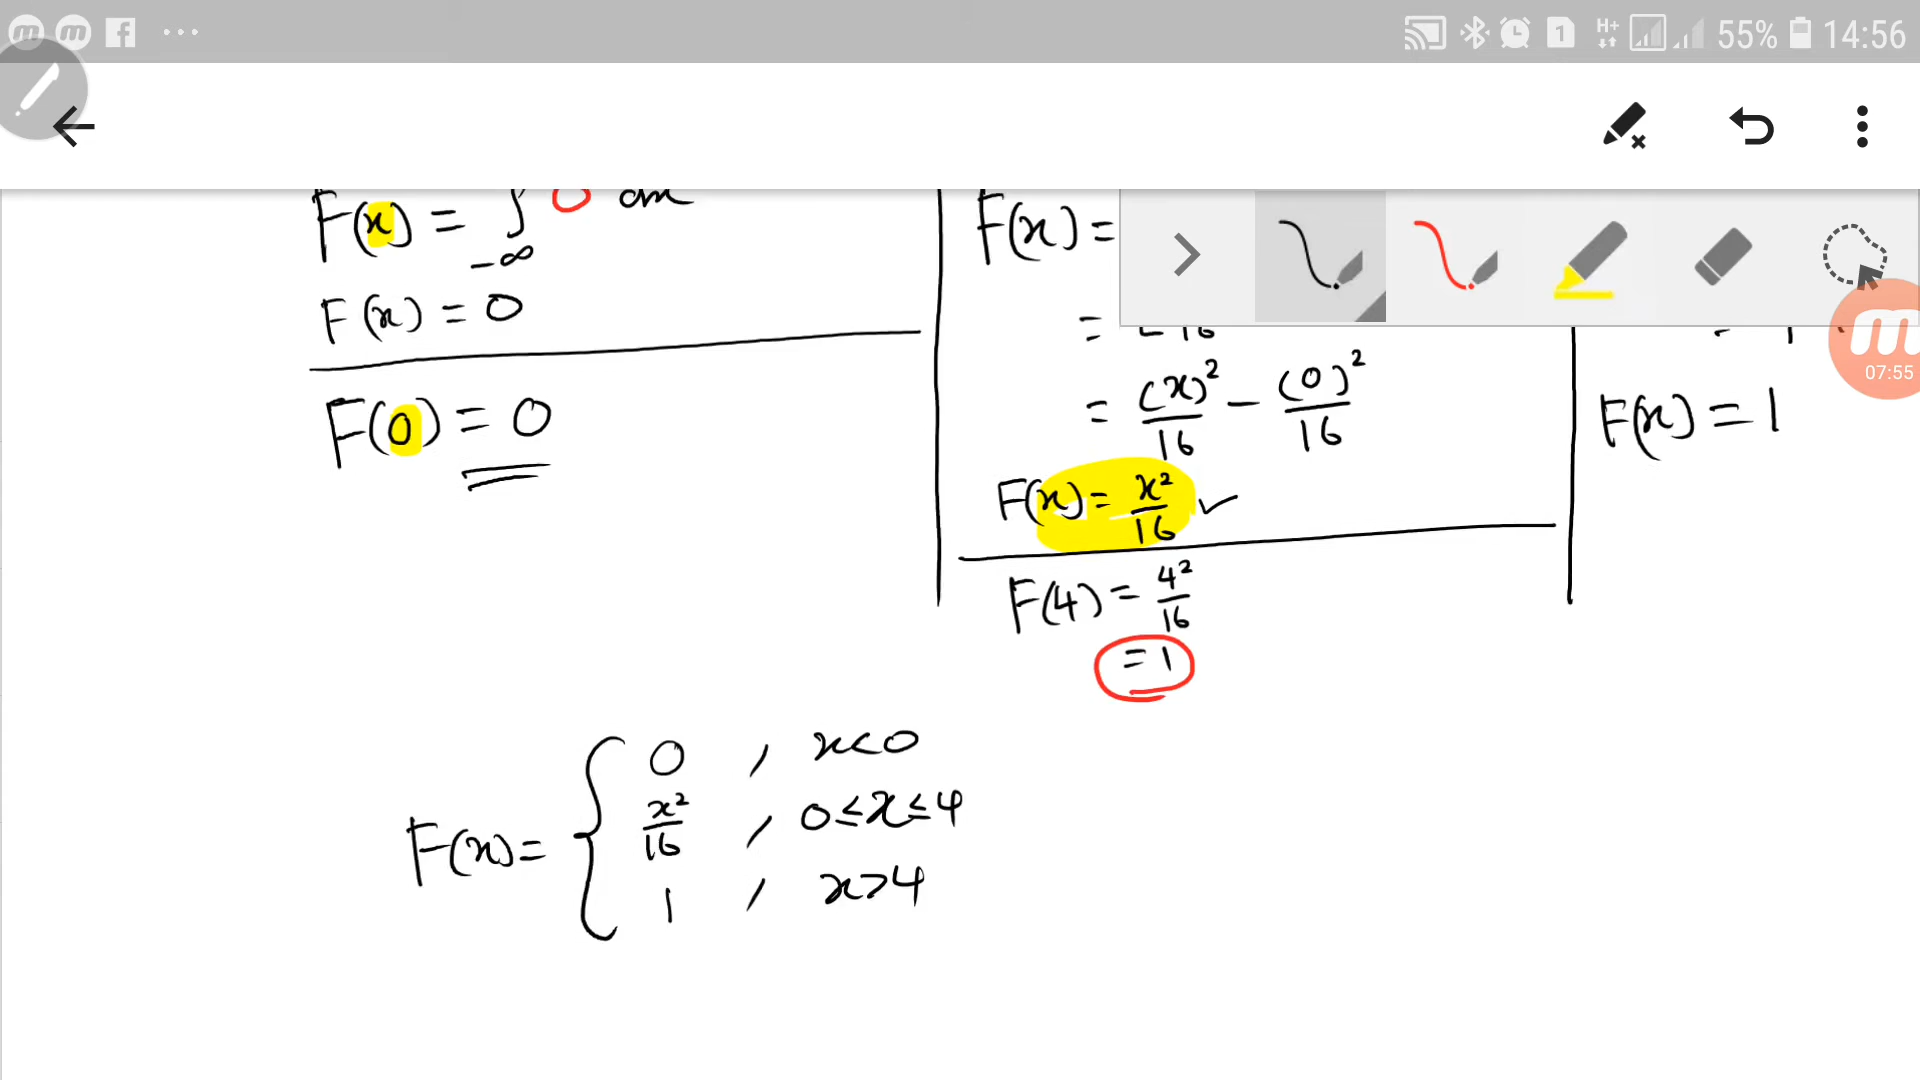 55% 14:56
F(x) = ∫ 0 dx
-∞
F(x) = 0
F(0) = 0
F(x) =
= (x)²/16 - (0)²/16
F(x) = x²/16 ✓
F(4) = 4²/16
= 1
F(x) = 1
07:55
F(x) = { 0 , x<0
x²/16 , 0≤x≤4
1 , x>4